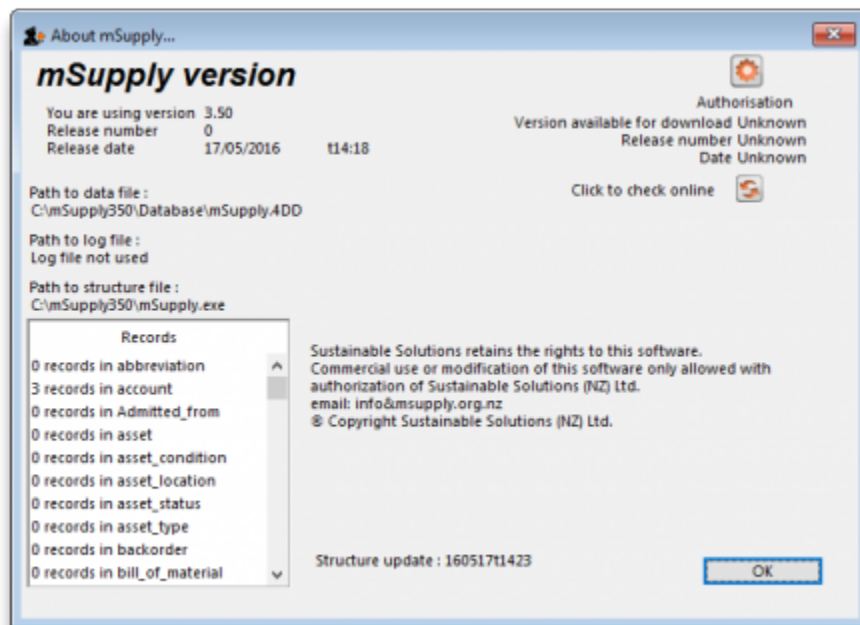 About mSupply...
mSupply version
You are using version 3.50
Release number 0
Release date 17/05/2016 t14:18
Authorisation
Version available for download Unknown
Release number Unknown
Date Unknown
Click to check online
Path to data file :
C:\mSupply350\Database\mSupply.4DD
Path to log file :
Log file not used
Path to structure file :
C:\mSupply350\mSupply.exe
Records
0 records in abbreviation
3 records in account
0 records in Admitted_from
0 records in asset
0 records in asset_condition
0 records in asset_location
0 records in asset_status
0 records in asset_type
0 records in backorder
0 records in bill_of_material
Sustainable Solutions retains the rights to this software.
Commercial use or modification of this software only allowed with
authorization of Sustainable Solutions (NZ) Ltd.
email: info&msupply.org.nz
® Copyright Sustainable Solutions (NZ) Ltd.
Structure update : 160517t1423
OK